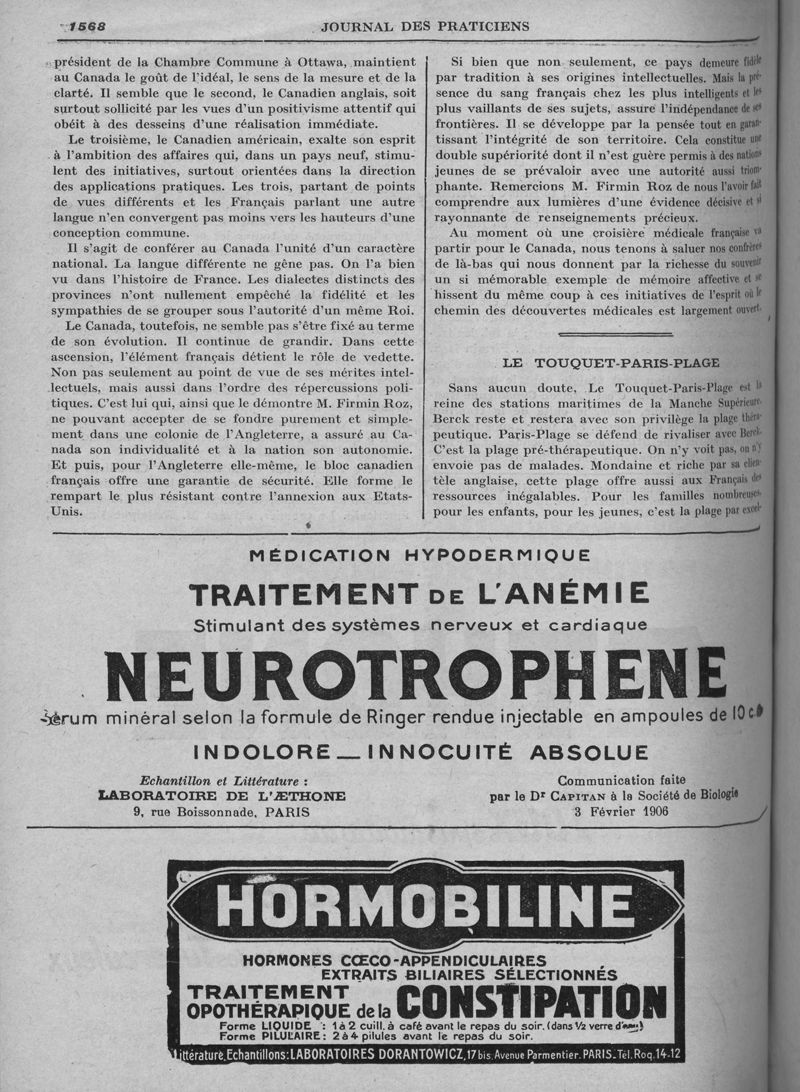 1568
JOURNAL DES PRATICIENS
président de la Chambre Commune à Ottawa, maintient
au Canada le goût de l'idéal, le sens de la mesure et de la
clarté. Il semble que le second, le Canadien anglais, soit
surtout sollicité par les vues d'un positivisme attentif qui
obéit à des desseins d'une réalisation immédiate.
Le troisième, le Canadien américain, exalte son esprit
à l'ambition des affaires qui, dans un pays neuf, stimu-
lent des initiatives, surtout orientées dans la direction
des applications pratiques. Les trois, partant de points
de vues différents et les Français parlant une autre
langue n'en convergent pas moins vers les hauteurs d'une
conception commune.
Il s'agit de conférer au Canada l'unité d'un caractère
national. La langue différente ne gêne pas. On l'a bien
vu dans l'histoire de France. Les dialectes distincts des
provinces n'ont nullement empêché la fidélité et les
sympathies de se grouper sous l'autorité d'un même Roi.
Le Canada, toutefois, ne semble pas s'être fixé au terme
de son évolution. Il continue de grandir. Dans cette
ascension, l'élément français détient le rôle de vedette.
Non pas seulement au point de vue de ses mérites intel-
lectuels, mais aussi dans l'ordre des répercussions poli-
tiques. C'est lui qui, ainsi que le démontre M. Firmin Roz,
ne pouvant accepter de se fondre purement et simple-
ment dans une colonie de l'Angleterre, a assuré au Ca-
nada son individualité et à la nation son autonomie.
Et puis, pour l'Angleterre elle-même, le bloc canadien
français offre une garantie de sécurité. Elle forme le
rempart le plus résistant contre l'annexion aux Etats-
Unis.
Si bien que non seulement, ce pays demeure fidèle
par tradition à ses origines intellectuelles. Mais la pré-
sence du sang français chez les plus intelligents et les
plus vaillants de ses sujets, assure l'indépendance de ses
frontières. Il se développe par la pensée tout en garan-
tissant l'intégrité de son territoire. Cela constitue une
double supériorité dont il n'est guère permis à des nations
jeunes de se prévaloir avec une autorité aussi triom-
phante. Remercions M. Firmin Roz de nous l'avoir fait
comprendre aux lumières d'une évidence décisive et si
rayonnante de renseignements précieux.
Au moment où une croisière médicale française va
partir pour le Canada, nous tenons à saluer nos confrères
de là-bas qui nous donnent par la richesse du souvenir
un si mémorable exemple de mémoire affective et se
hissent du même coup à ces initiatives de l'esprit où le
chemin des découvertes médicales est largement ouvert.
LE TOUQUET-PARIS-PLAGE
Sans aucun doute, Le Touquet-Paris-Plage est la
reine des stations maritimes de la Manche Supérieure.
Berck reste et restera avec son privilège la plage théra-
peutique. Paris-Plage se défend de rivaliser avec Berck.
C'est la plage pré-thérapeutique. On n'y voit pas, on n'y
envoie pas de malades. Mondaine et riche par sa clien-
tèle anglaise, cette plage offre aussi aux Français des
ressources inégalables. Pour les familles nombreuses,
pour les enfants, pour les jeunes, c'est la plage par excel-
MÉDICATION HYPODERMIQUE
TRAITEMENT DE L'ANÉMIE
Stimulant des systèmes nerveux et cardiaque
NEUROTROPHENE
Sérum minéral selon la formule de Ringer rendue injectable en ampoules de 10 c
INDOLORE — INNOCUITÉ ABSOLUE
Echantillon et Littérature :
LABORATOIRE DE L'ÆTHONE
9, rue Boissonnade, PARIS
Communication faite
par le Dr CAPITAN à la Société de Biologie
3 Février 1906
HORMOBILINE
HORMONES CŒCO-APPENDICULAIRES
EXTRAITS BILIAIRES SÉLECTIONNÉS
TRAITEMENT
OPOTHÉRAPIQUE de la CONSTIPATION
Forme LIQUIDE : 1 à 2 cuill. à café avant le repas du soir. (dans ½ verre d'eau)
Forme PILULAIRE : 2 à 4 pilules avant le repas du soir.
Littérature, Echantillons: LABORATOIRES DORANTOWICZ, 17 bis, Avenue Parmentier. PARIS_Tél. Roq. 14-12